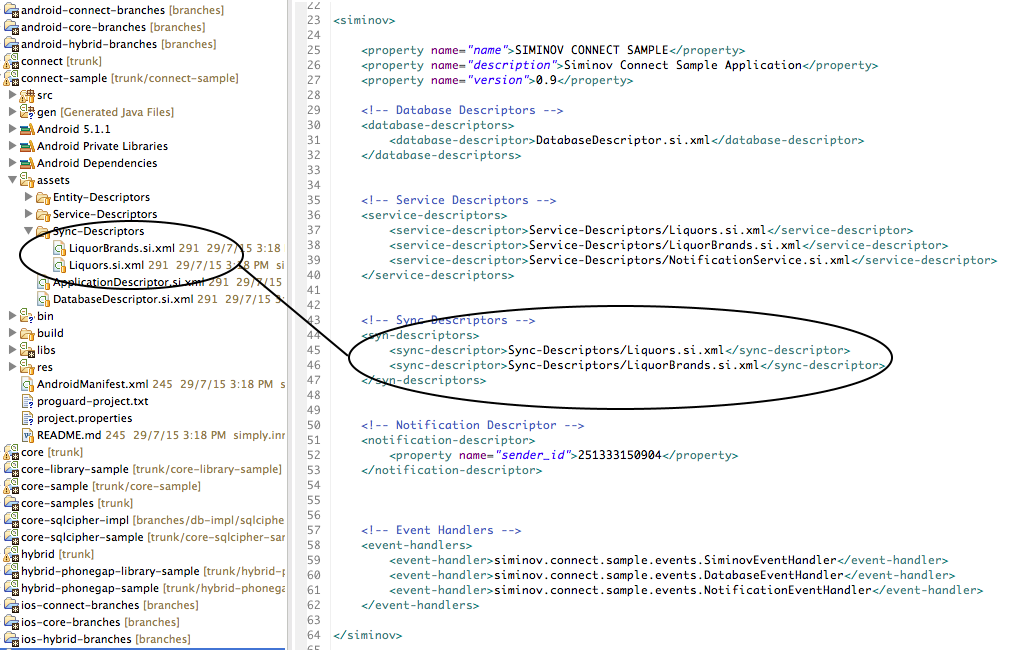 android-connect-branches [branches]
android-core-branches [branches]
android-hybrid-branches [branches]
connect [trunk]
connect-sample [trunk/connect-sample]
src
gen [Generated Java Files]
Android 5.1.1
Android Private Libraries
Android Dependencies
assets
Entity-Descriptors
Service-Descriptors
Sync-Descriptors
LiquorBrands.si.xml 291 29/7/15 3:18
Liquors.si.xml 291 29/7/15 3:18 PM si
ApplicationDescriptor.si.xml 291 29/7/15
DatabaseDescriptor.si.xml 291 29/7/15 3:
bin
build
libs
res
AndroidManifest.xml 245 29/7/15 3:18 PM s
proguard-project.txt
project.properties
README.md 245 29/7/15 3:18 PM simply.inr
core [trunk]
core-library-sample [trunk/core-library-sample]
core-sample [trunk/core-sample]
core-samples [trunk]
core-sqlcipher-impl [branches/db-impl/sqlciphe
core-sqlcipher-sample [trunk/core-sqlcipher-sar
hybrid [trunk]
hybrid-phonegap-library-sample [trunk/hybrid-p
hybrid-phonegap-sample [trunk/hybrid-phonega
ios-connect-branches [branches]
ios-core-branches [branches]
ios-hybrid-branches [branches]
22
23 <siminov>
24
25 <property name="name">SIMINOV CONNECT SAMPLE</property>
26 <property name="description">Siminov Connect Sample Application</property>
27 <property name="version">0.9</property>
28
29 <!-- Database Descriptors -->
30 <database-descriptors>
31 <database-descriptor>DatabaseDescriptor.si.xml</database-descriptor>
32 </database-descriptors>
33
34
35 <!-- Service Descriptors -->
36 <service-descriptors>
37 <service-descriptor>Service-Descriptors/Liquors.si.xml</service-descriptor>
38 <service-descriptor>Service-Descriptors/LiquorBrands.si.xml</service-descriptor>
39 <service-descriptor>Service-Descriptors/NotificationService.si.xml</service-descriptor>
40 </service-descriptors>
41
42
43 <!-- Sync Descriptors -->
44 <syn-descriptors>
45 <sync-descriptor>Sync-Descriptors/Liquors.si.xml</sync-descriptor>
46 <sync-descriptor>Sync-Descriptors/LiquorBrands.si.xml</sync-descriptor>
47 </syn-descriptors>
48
49
50 <!-- Notification Descriptor -->
51 <notification-descriptor>
52 <property name="sender_id">251333150904</property>
53 </notification-descriptor>
54
55
56
57 <!-- Event Handlers -->
58 <event-handlers>
59 <event-handler>siminov.connect.sample.events.SiminovEventHandler</event-handler>
60 <event-handler>siminov.connect.sample.events.DatabaseEventHandler</event-handler>
61 <event-handler>siminov.connect.sample.events.NotificationEventHandler</event-handler>
62 </event-handlers>
63
64 </siminov>
65